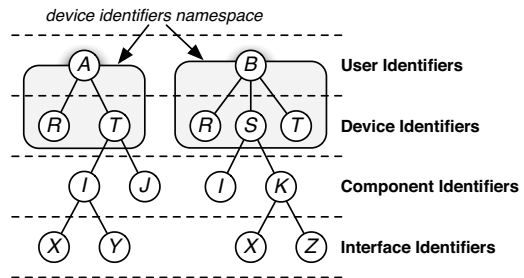 device identifiers namespace
A B User Identifiers
R T R S T Device Identifiers
I J I K Component Identifiers
X Y X Z Interface Identifiers